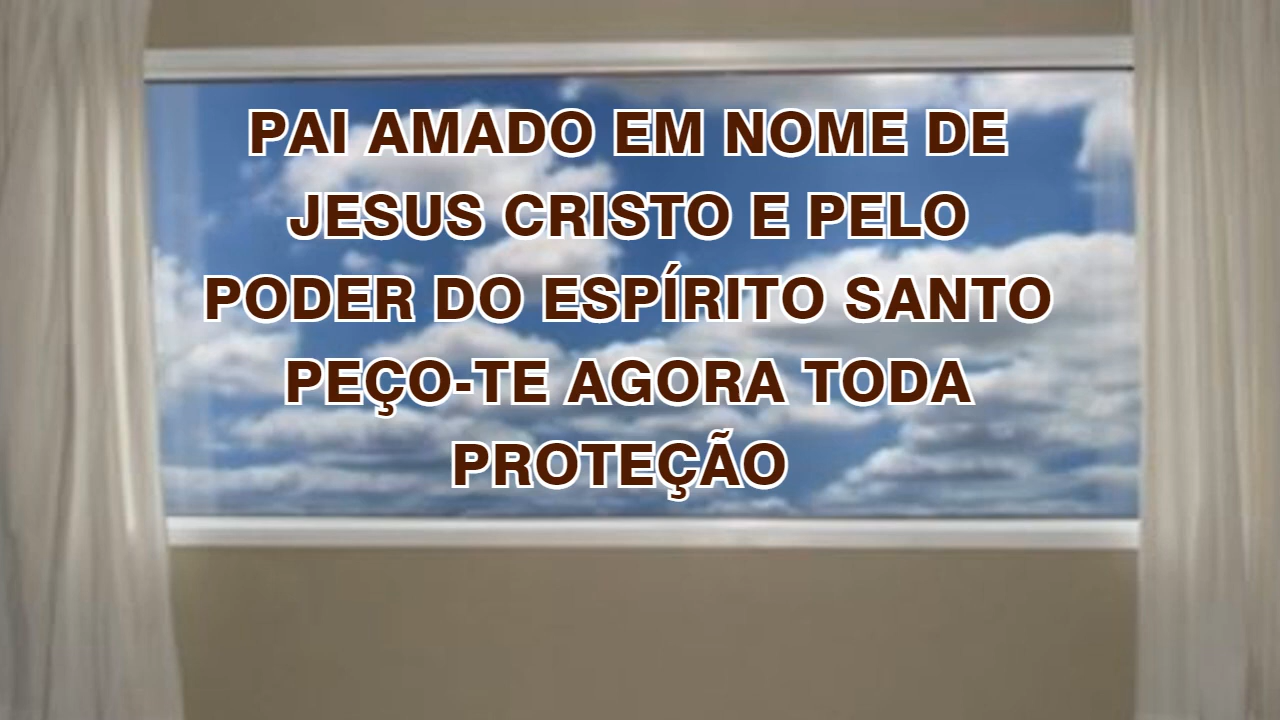 PAI AMADO EM NOME DE
JESUS CRISTO E PELO
PODER DO ESPÍRITO SANTO
PEÇO-TE AGORA TODA
PROTEÇÃO